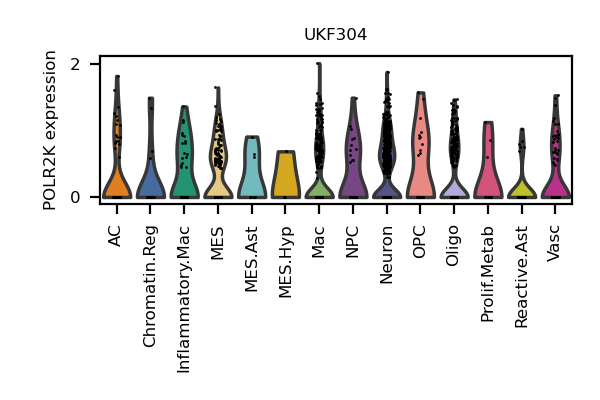 UKF304
POLR2K expression
2
0
AC
Chromatin.Reg
Inflammatory.Mac
MES
MES.Ast
MES.Hyp
Mac
NPC
Neuron
OPC
Oligo
Prolif.Metab
Reactive.Ast
Vasc